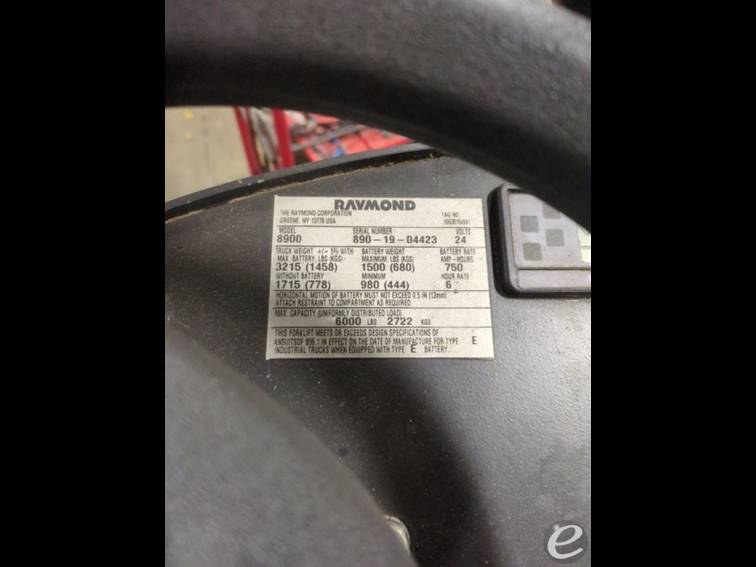 RAYMOND
THE RAYMOND CORPORATION
GREENE, NY 13778 USA
TAG NO
MODEL SERIAL NUMBER VOLTS
8900 890-19-04423 24
TRUCK WEIGHT +/- 5% WITH BATTERY WEIGHT BATTERY RATE
MAX. BATTERY, LBS (KGS) MAXIMUM, LBS (KGS) AMP-HOURS
3215 (1458) 1500 (680) 750
WITHOUT BATTERY MINIMUM HOUR RATE
1715 (778) 980 (444) 6
HORIZONTAL MOTION OF BATTERY MUST NOT EXCEED 0.5 IN (13mm)
ATTACH RESTRAINT TO COMPARTMENT AS REQUIRED.
MAX. CAPACITY (UNIFORMLY DISTRIBUTED LOAD)
6000 LBS 2722 KGS
THIS FORKLIFT MEETS OR EXCEEDS DESIGN SPECIFICATIONS OF
ANSI/ITSDF B56.1 IN EFFECT ON THE DATE OF MANUFACTURE FOR TYPE E
INDUSTRIAL TRUCKS WHEN EQUIPPED WITH TYPE E BATTERY.
e